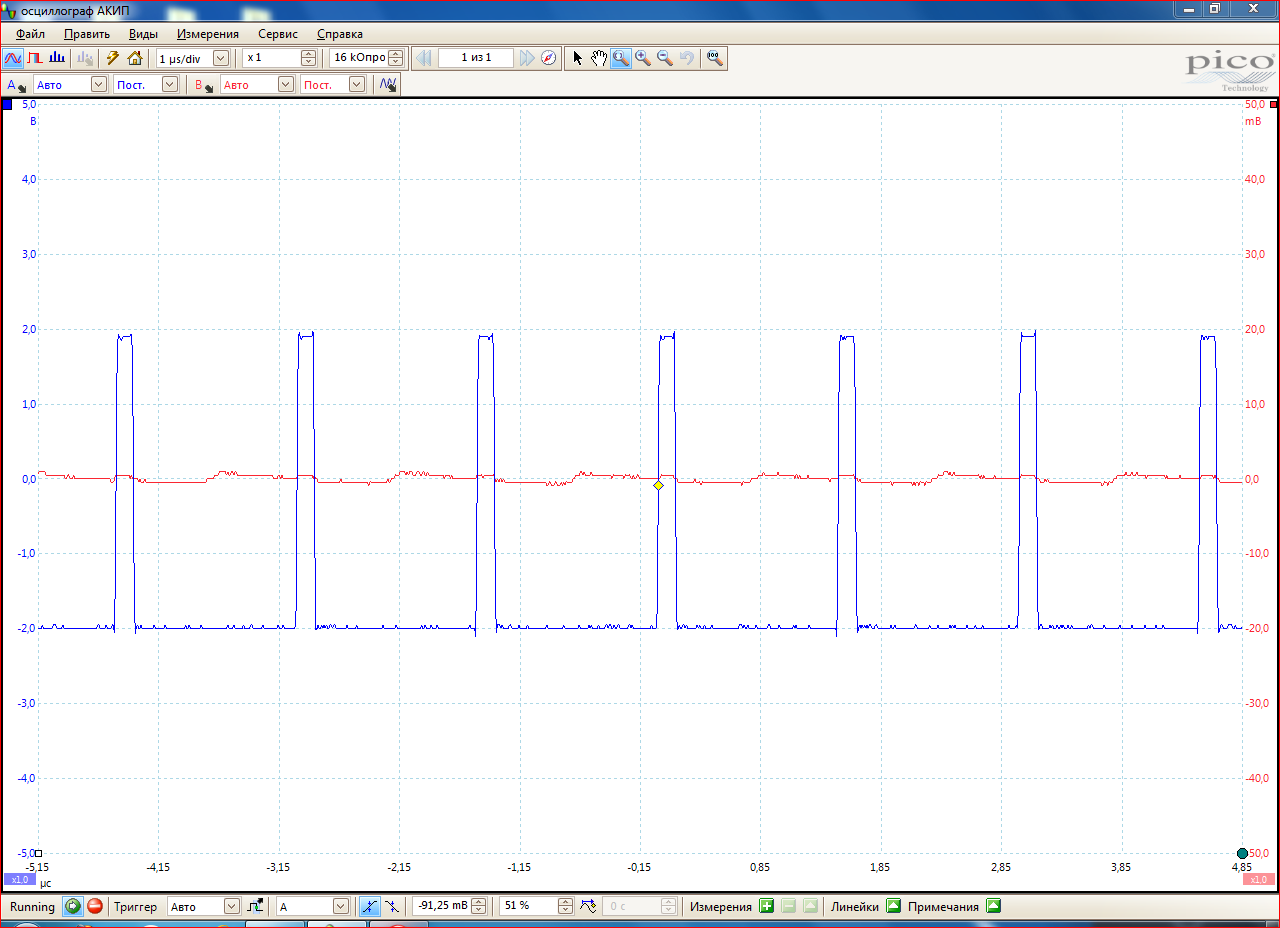 осциллограф АКИП
Файл Править Виды Измерения Сервис Справка
1 µs/div x 1 16 кОпро 1 из 1
pico
Technology
A Авто Пост. B Авто Пост.
5,0 50,0
В mB
4,0 40,0
3,0 30,0
2,0 20,0
1,0 10,0
0,0 0,0
-1,0 -10,0
-2,0 -20,0
-3,0 -30,0
-4,0 -40,0
-5,0 -50,0
-5,15 -4,15 -3,15 -2,15 -1,15 -0,15 0,85 1,85 2,85 3,85 4,85
x1,0 µc x1,0
Running Триггер Авто A -91,25 mB 51 % 0 c Измерения Линейки Примечания